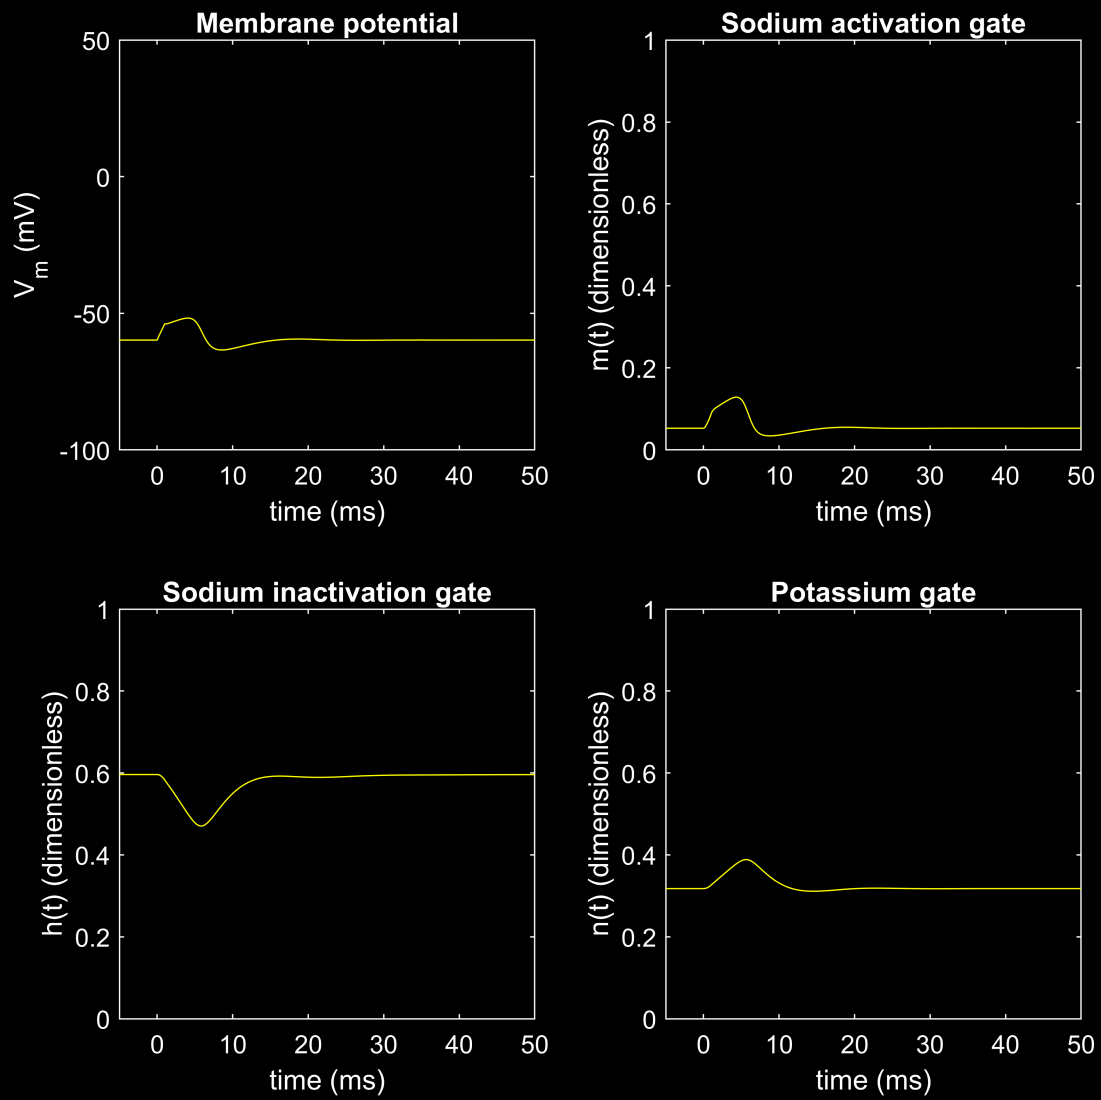 Membrane potential
50
0
-50
-100
V_m (mV)
0 10 20 30 40 50
time (ms)
Sodium activation gate
1
0.8
0.6
0.4
0.2
0
m(t) (dimensionless)
0 10 20 30 40 50
time (ms)
Sodium inactivation gate
1
0.8
0.6
0.4
0.2
0
h(t) (dimensionless)
0 10 20 30 40 50
time (ms)
Potassium gate
1
0.8
0.6
0.4
0.2
0
n(t) (dimensionless)
0 10 20 30 40 50
time (ms)